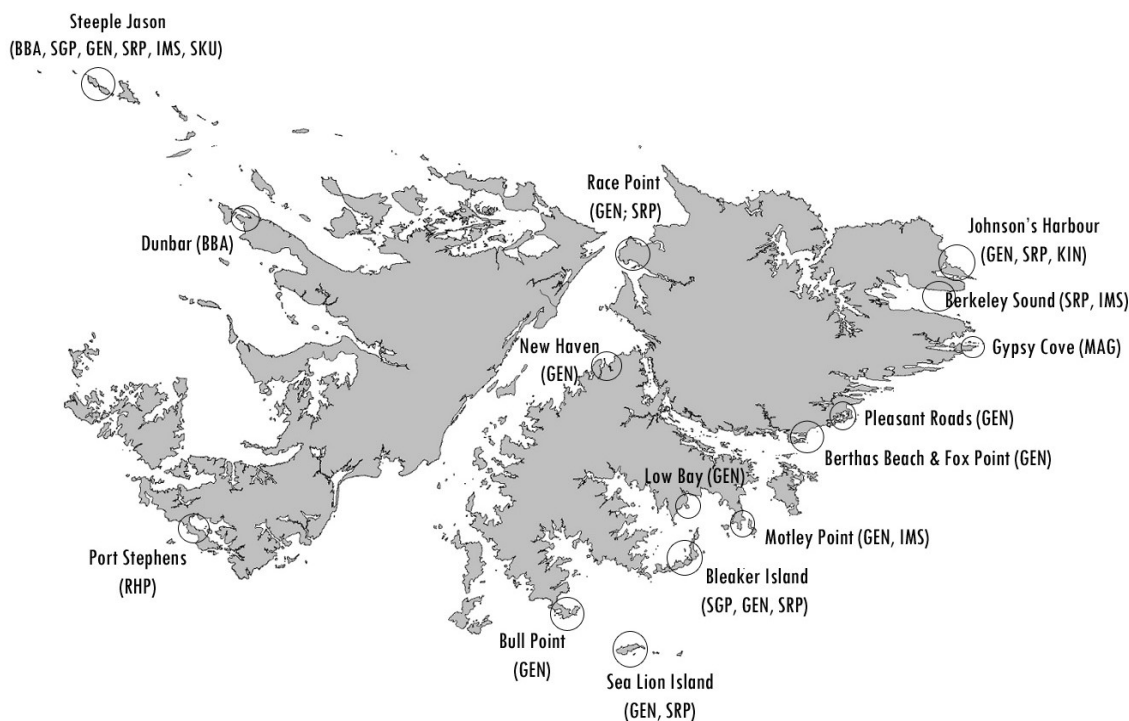 Steeple Jason
(BBA, SGP, GEN, SRP, IMS, SKU)
Race Point
(GEN; SRP)
Dunbar (BBA)
Johnson's Harbour
(GEN, SRP, KIN)
Berkeley Sound (SRP, IMS)
New Haven
(GEN)
Gypsy Cove (MAG)
Pleasant Roads (GEN)
Berthas Beach & Fox Point (GEN)
Low Bay (GEN)
Motley Point (GEN, IMS)
Port Stephens
(RHP)
Bleaker Island
(SGP, GEN, SRP)
Bull Point
(GEN)
Sea Lion Island
(GEN, SRP)